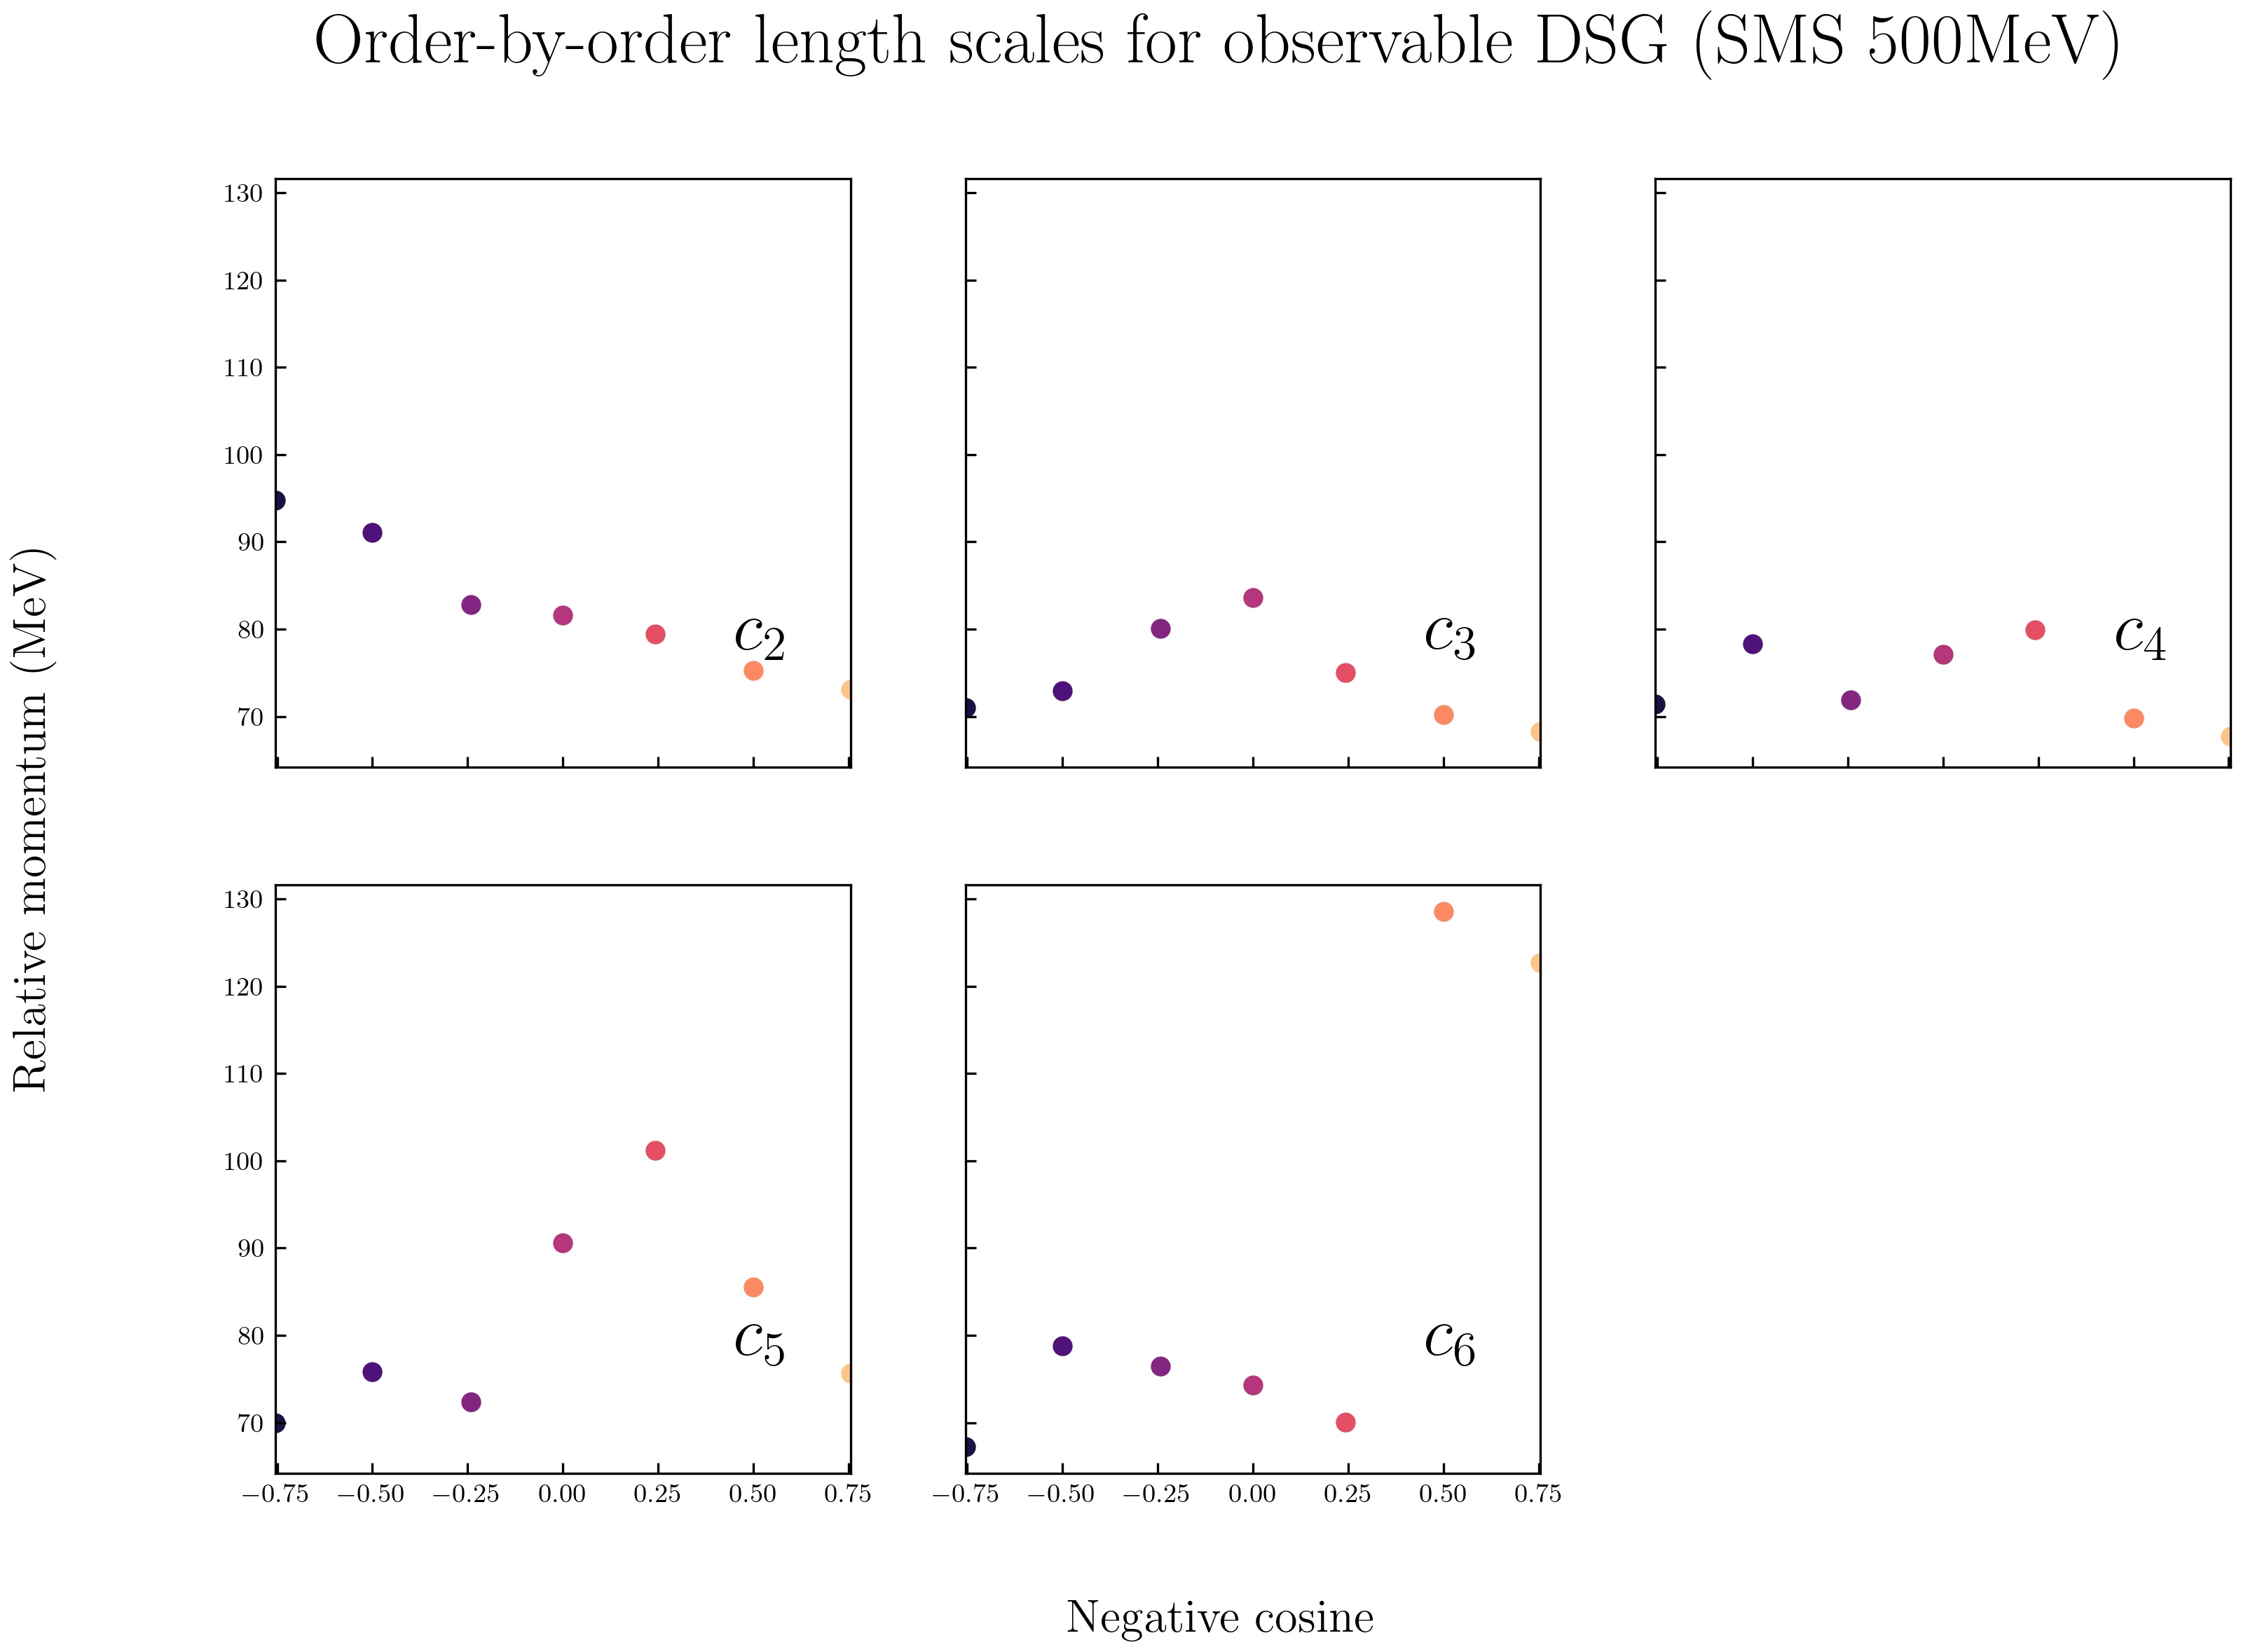 Order-by-order length scales for observable DSG (SMS 500MeV)
Relative momentum (MeV)
130
120
110
100
90
80
70
c2
c3
c4
130
120
110
100
90
80
70
c5
c6
−0.75 −0.50 −0.25 0.00 0.25 0.50 0.75
−0.75 −0.50 −0.25 0.00 0.25 0.50 0.75
Negative cosine